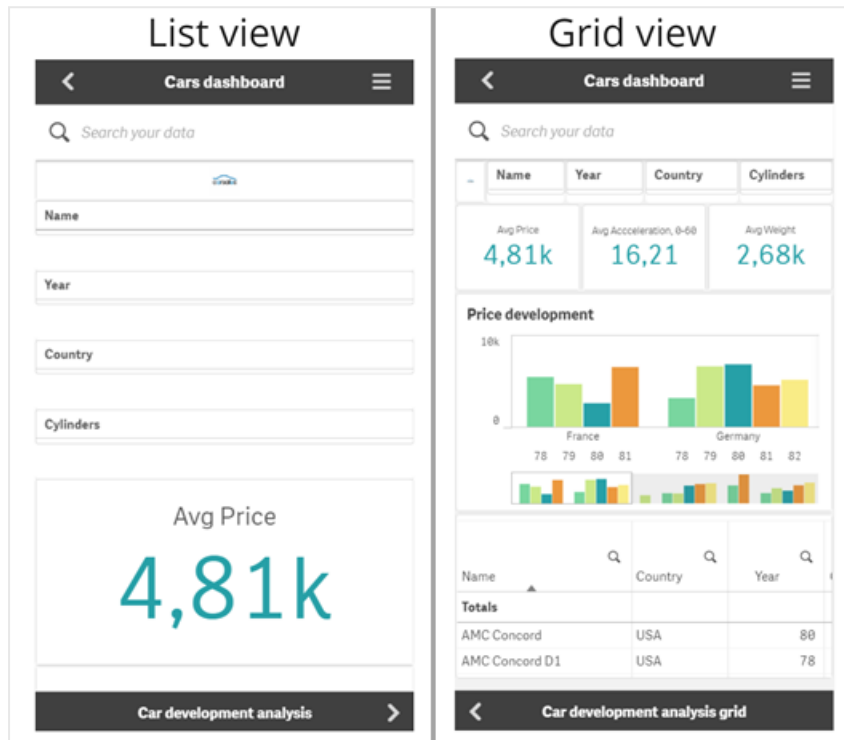 List view
Cars dashboard
Search your data
Name
Year
Country
Cylinders
Avg Price
4,81k
Car development analysis
Grid view
Cars dashboard
Search your data
Name Year Country Cylinders
Avg Price Avg Accceleration, 0-60 Avg Weight
4,81k 16,21 2,68k
Price development
10k
0
France Germany
78 79 80 81 78 79 80 81 82
Name Country Year
Totals
AMC Concord USA 80
AMC Concord D1 USA 78
Car development analysis grid